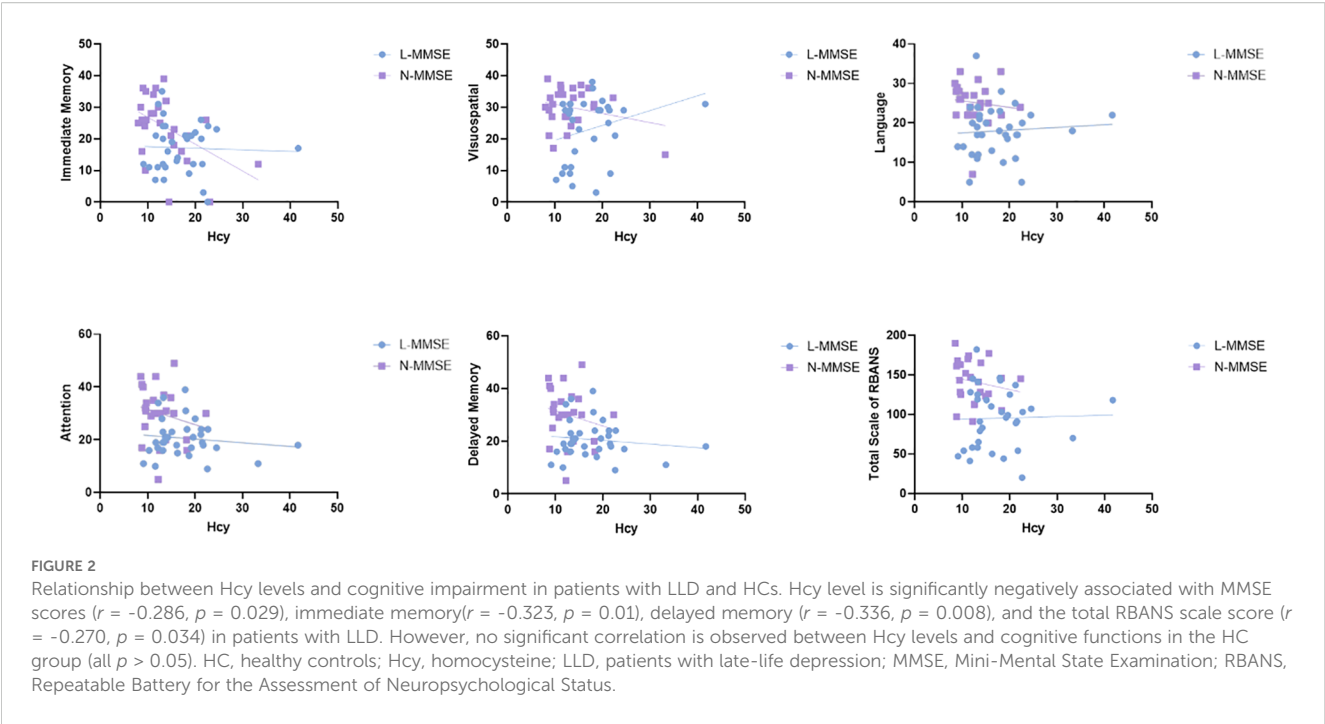 50
40
30
20
10
0
Immediate Memory
0 10 20 30 40 50
Hcy
L-MMSE
N-MMSE
50
40
30
20
10
0
Visuospatial
0 10 20 30 40 50
Hcy
L-MMSE
N-MMSE
40
30
20
10
0
Language
0 10 20 30 40 50
Hcy
L-MMSE
N-MMSE
60
40
20
0
Attention
0 10 20 30 40 50
Hcy
L-MMSE
N-MMSE
60
40
20
0
Delayed Memory
0 10 20 30 40 50
Hcy
L-MMSE
N-MMSE
200
150
100
50
0
Total Scale of RBANS
0 10 20 30 40 50
Hcy
L-MMSE
N-MMSE
FIGURE 2
Relationship between Hcy levels and cognitive impairment in patients with LLD and HCs. Hcy level is significantly negatively associated with MMSE
scores (r = -0.286, p = 0.029), immediate memory(r = -0.323, p = 0.01), delayed memory (r = -0.336, p = 0.008), and the total RBANS scale score (r
= -0.270, p = 0.034) in patients with LLD. However, no significant correlation is observed between Hcy levels and cognitive functions in the HC
group (all p > 0.05). HC, healthy controls; Hcy, homocysteine; LLD, patients with late-life depression; MMSE, Mini-Mental State Examination; RBANS,
Repeatable Battery for the Assessment of Neuropsychological Status.